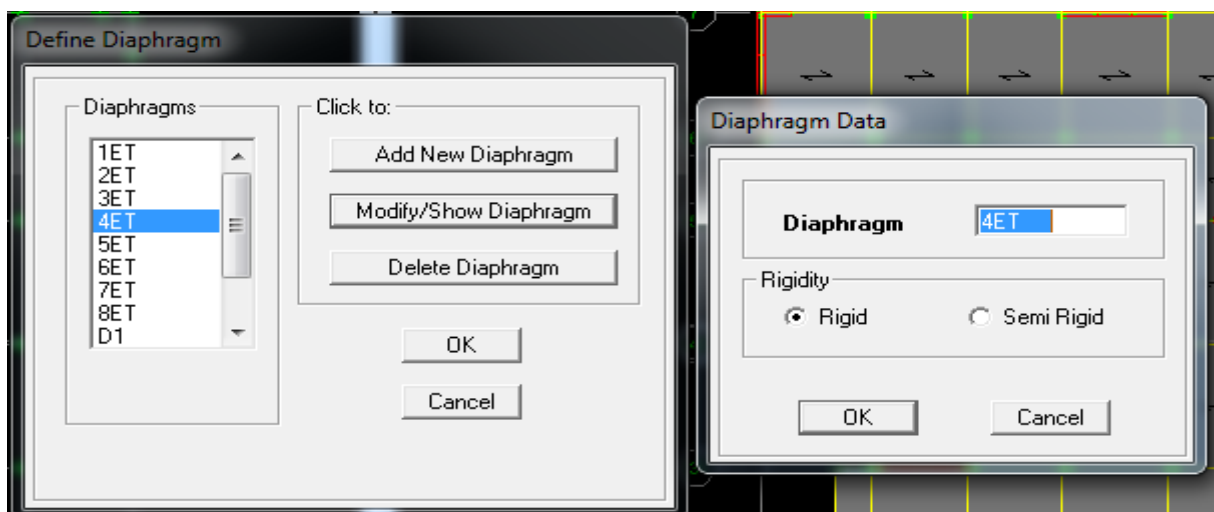 Define Diaphragm
Diaphragms
1ET
2ET
3ET
4ET
5ET
6ET
7ET
8ET
D1
Click to:
Add New Diaphragm
Modify/Show Diaphragm
Delete Diaphragm
OK
Cancel
Diaphragm Data
Diaphragm 4ET
Rigidity
Rigid Semi Rigid
OK Cancel